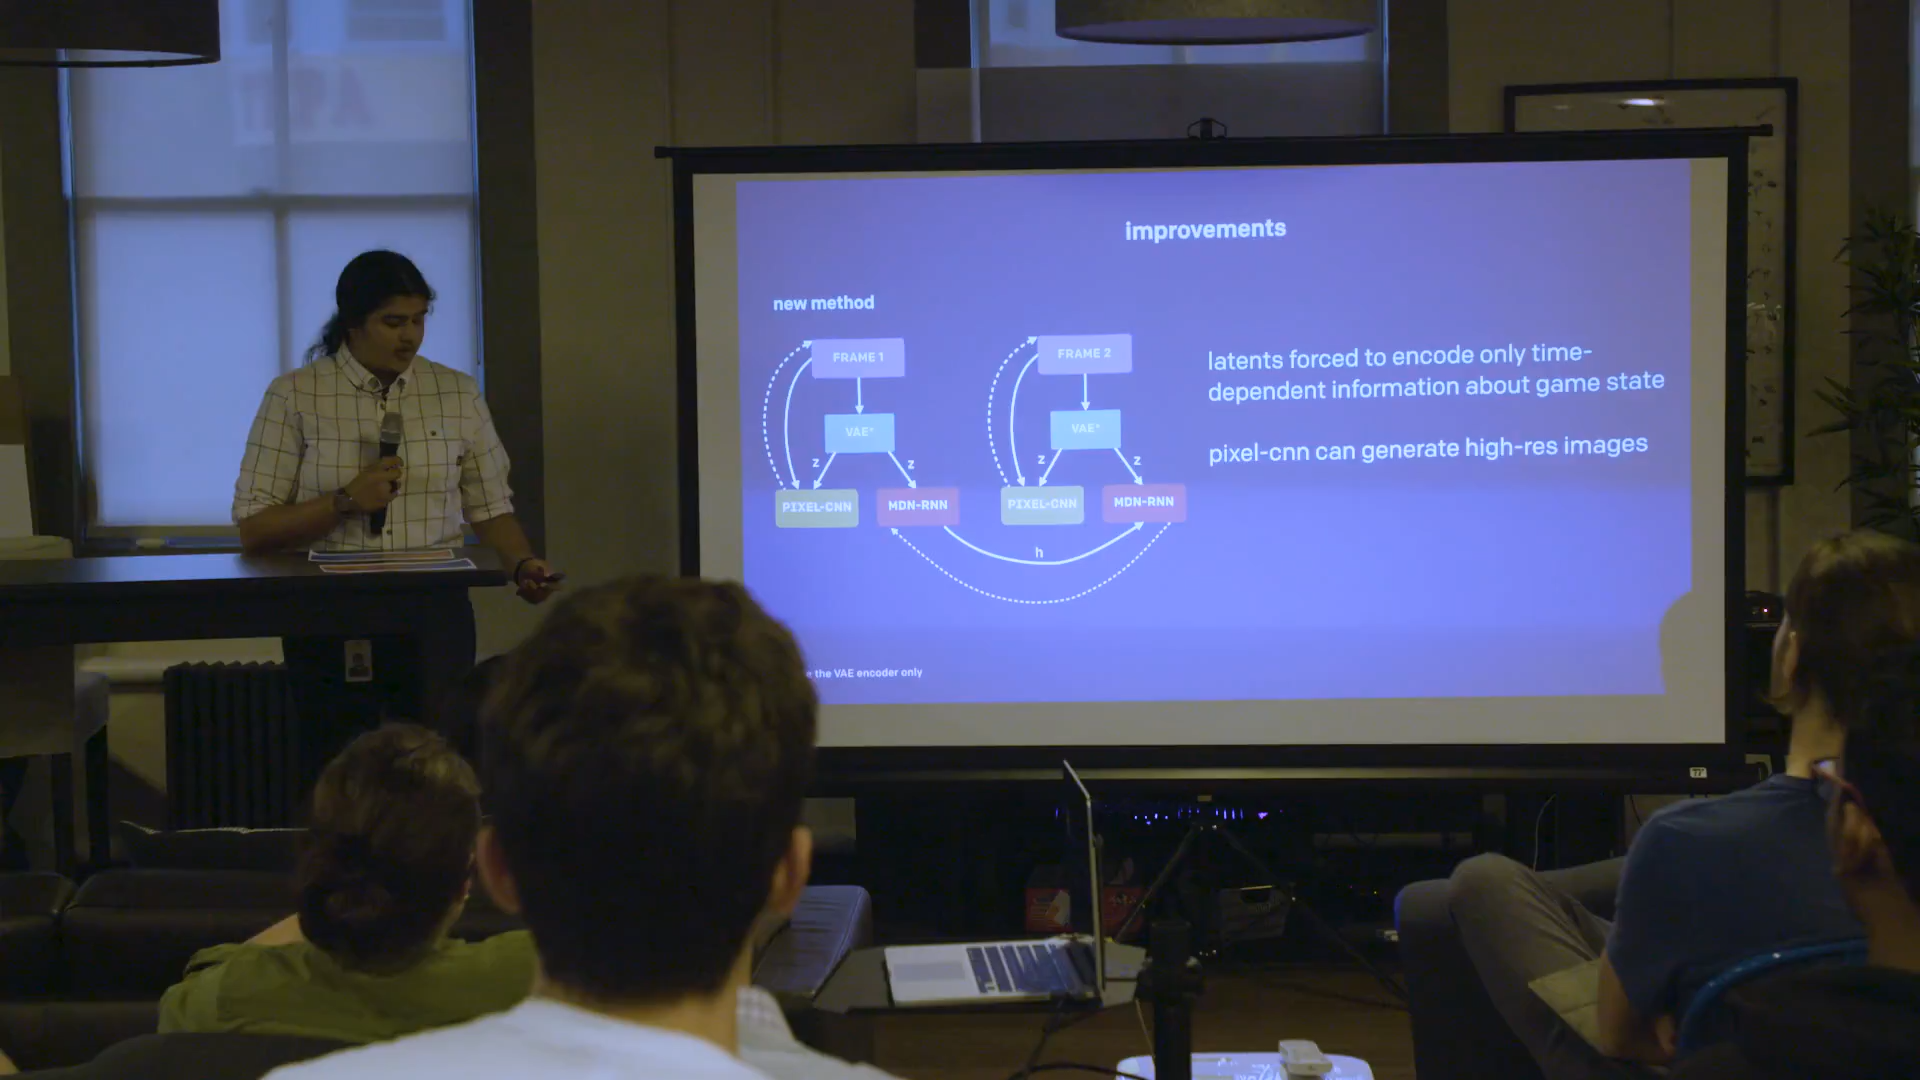 improvements
new method
FRAME 1
FRAME 2
VAE*
VAE*
z
z
z
z
PIXEL-CNN
MDN-RNN
PIXEL-CNN
MDN-RNN
h
latents forced to encode only time-
dependent information about game state
pixel-cnn can generate high-res images
the VAE encoder only